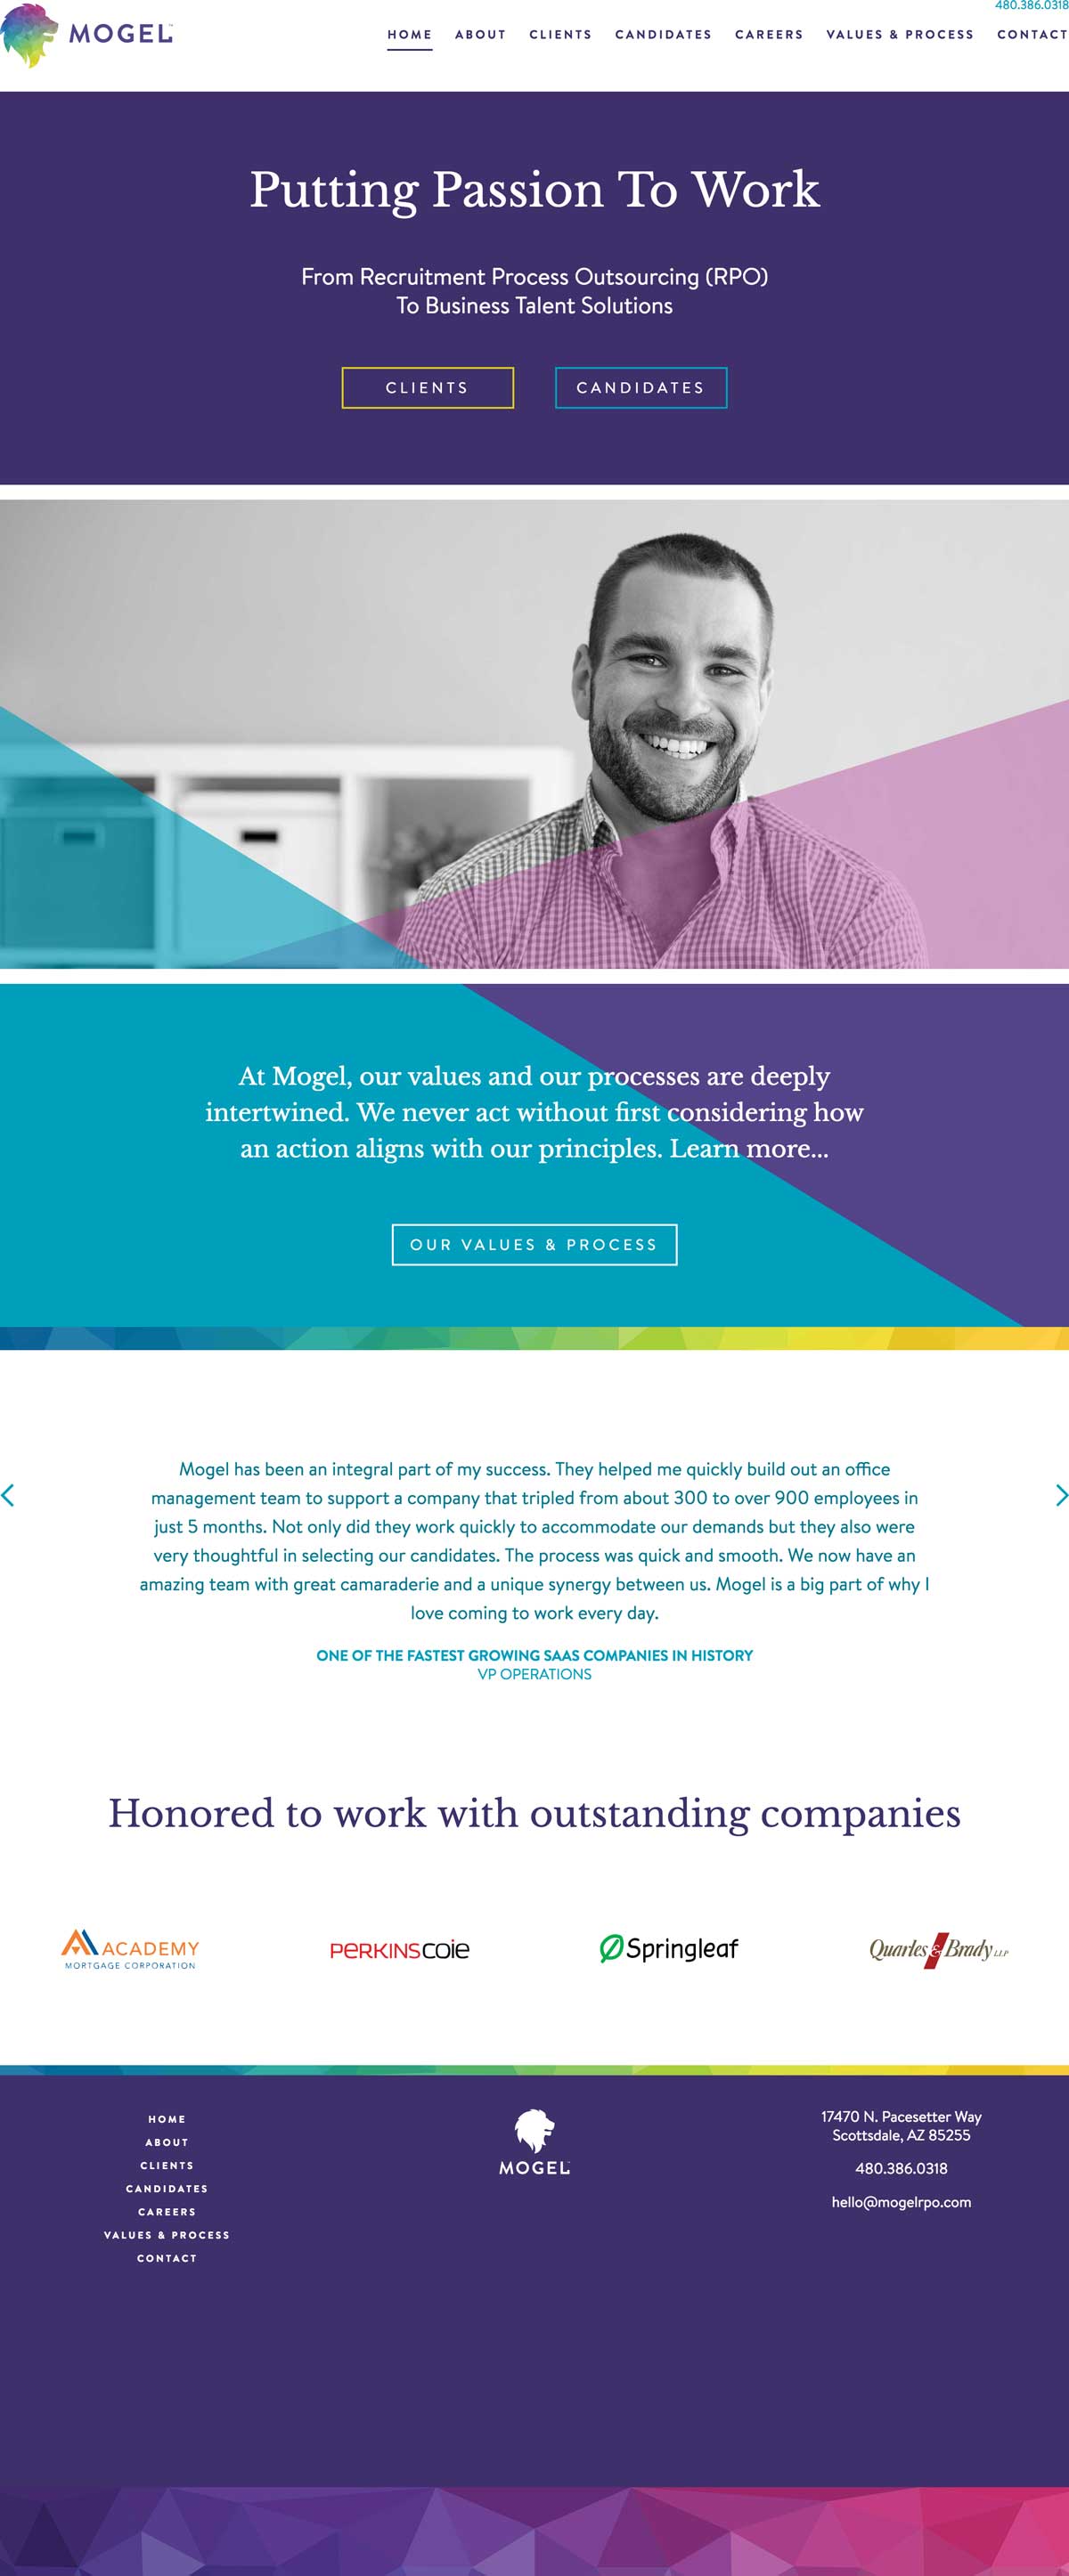 480.386.0318
MOGEL™
HOME ABOUT CLIENTS CANDIDATES CAREERS VALUES & PROCESS CONTACT
Putting Passion To Work
From Recruitment Process Outsourcing (RPO)
To Business Talent Solutions
CLIENTS CANDIDATES
At Mogel, our values and our processes are deeply
intertwined. We never act without first considering how
an action aligns with our principles. Learn more...
OUR VALUES & PROCESS
Mogel has been an integral part of my success. They helped me quickly build out an office
management team to support a company that tripled from about 300 to over 900 employees in
just 5 months. Not only did they work quickly to accommodate our demands but they also were
very thoughtful in selecting our candidates. The process was quick and smooth. We now have an
amazing team with great camaraderie and a unique synergy between us. Mogel is a big part of why I
love coming to work every day.
ONE OF THE FASTEST GROWING SAAS COMPANIES IN HISTORY
VP OPERATIONS
Honored to work with outstanding companies
ACADEMY
MORTGAGE CORPORATION
PERKINSCOIE
Springleaf
Quarles & Brady LLP
HOME
ABOUT
CLIENTS
CANDIDATES
CAREERS
VALUES & PROCESS
CONTACT
MOGEL
17470 N. Pacesetter Way
Scottsdale, AZ 85255
480.386.0318
hello@mogelrpo.com